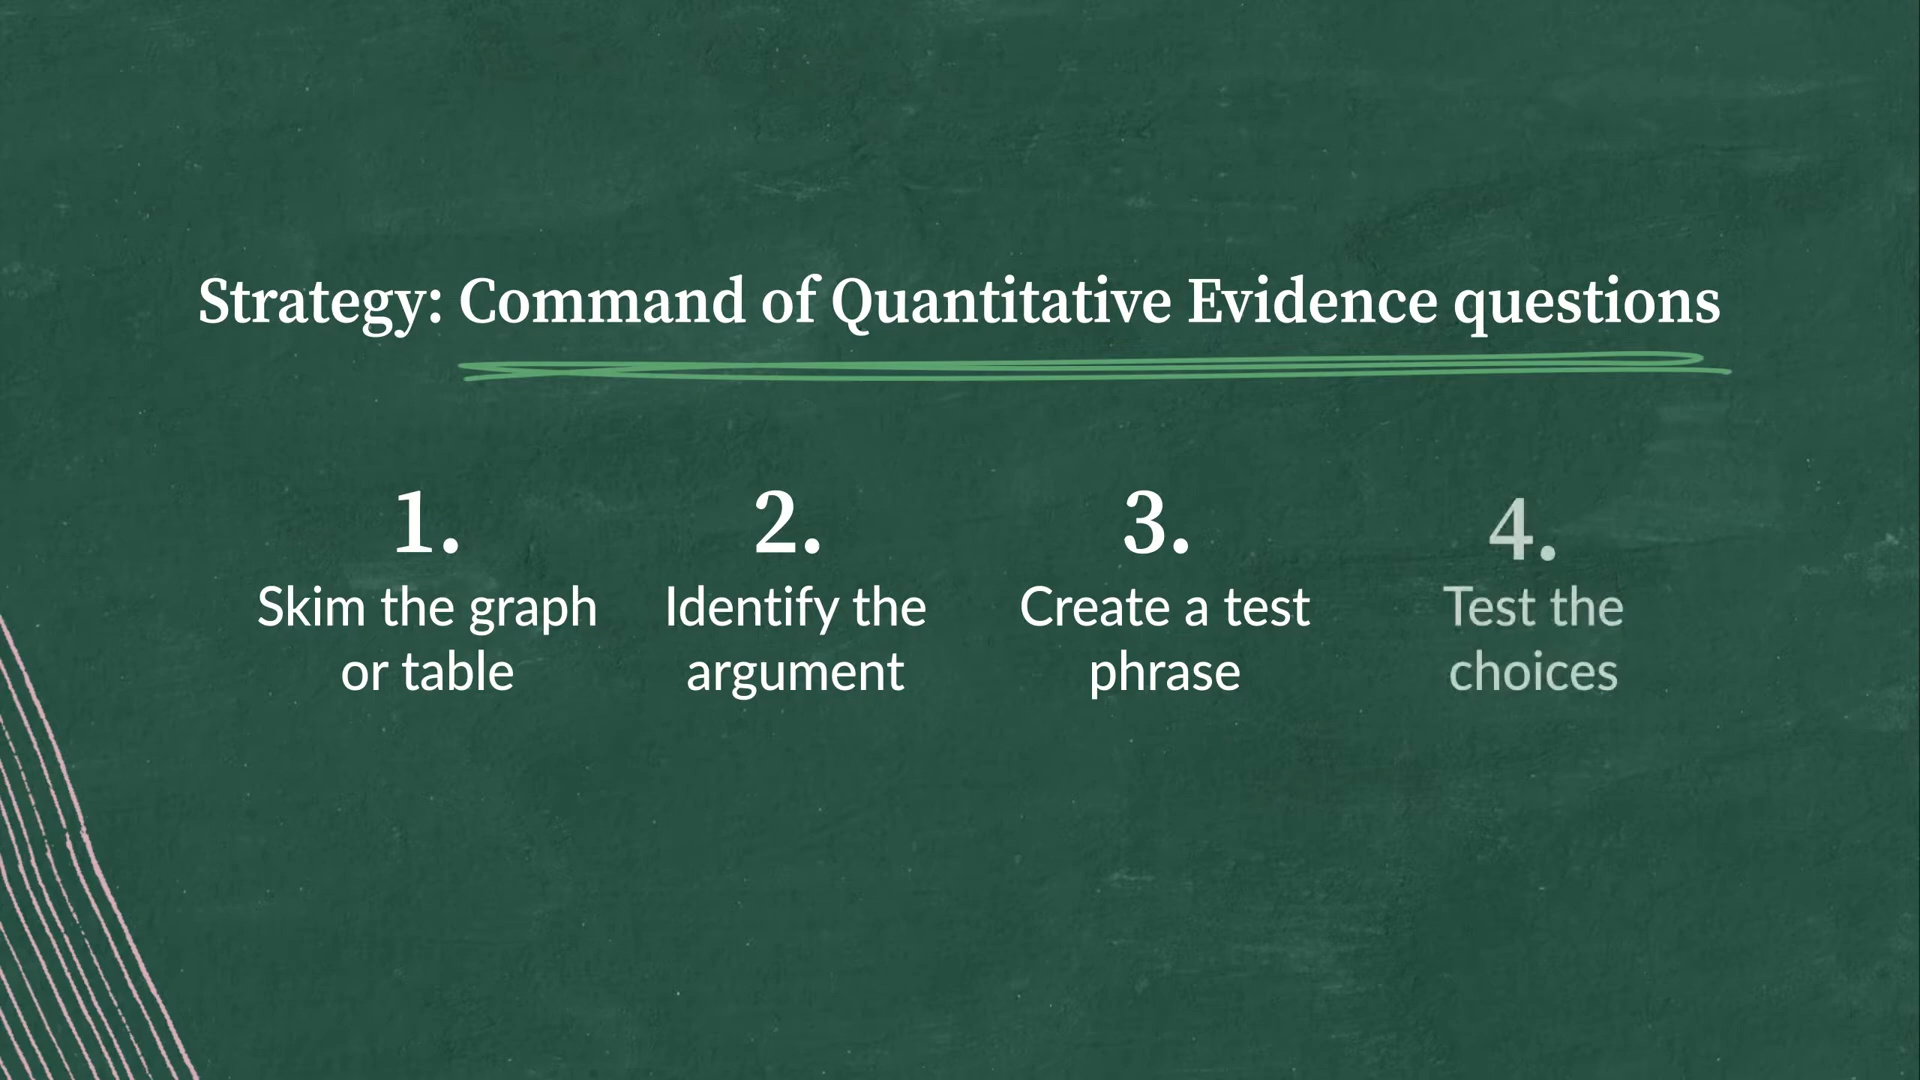 Strategy: Command of Quantitative Evidence questions
1.
Skim the graph
or table
2.
Identify the
argument
3.
Create a test
phrase
4.
Test the
choices